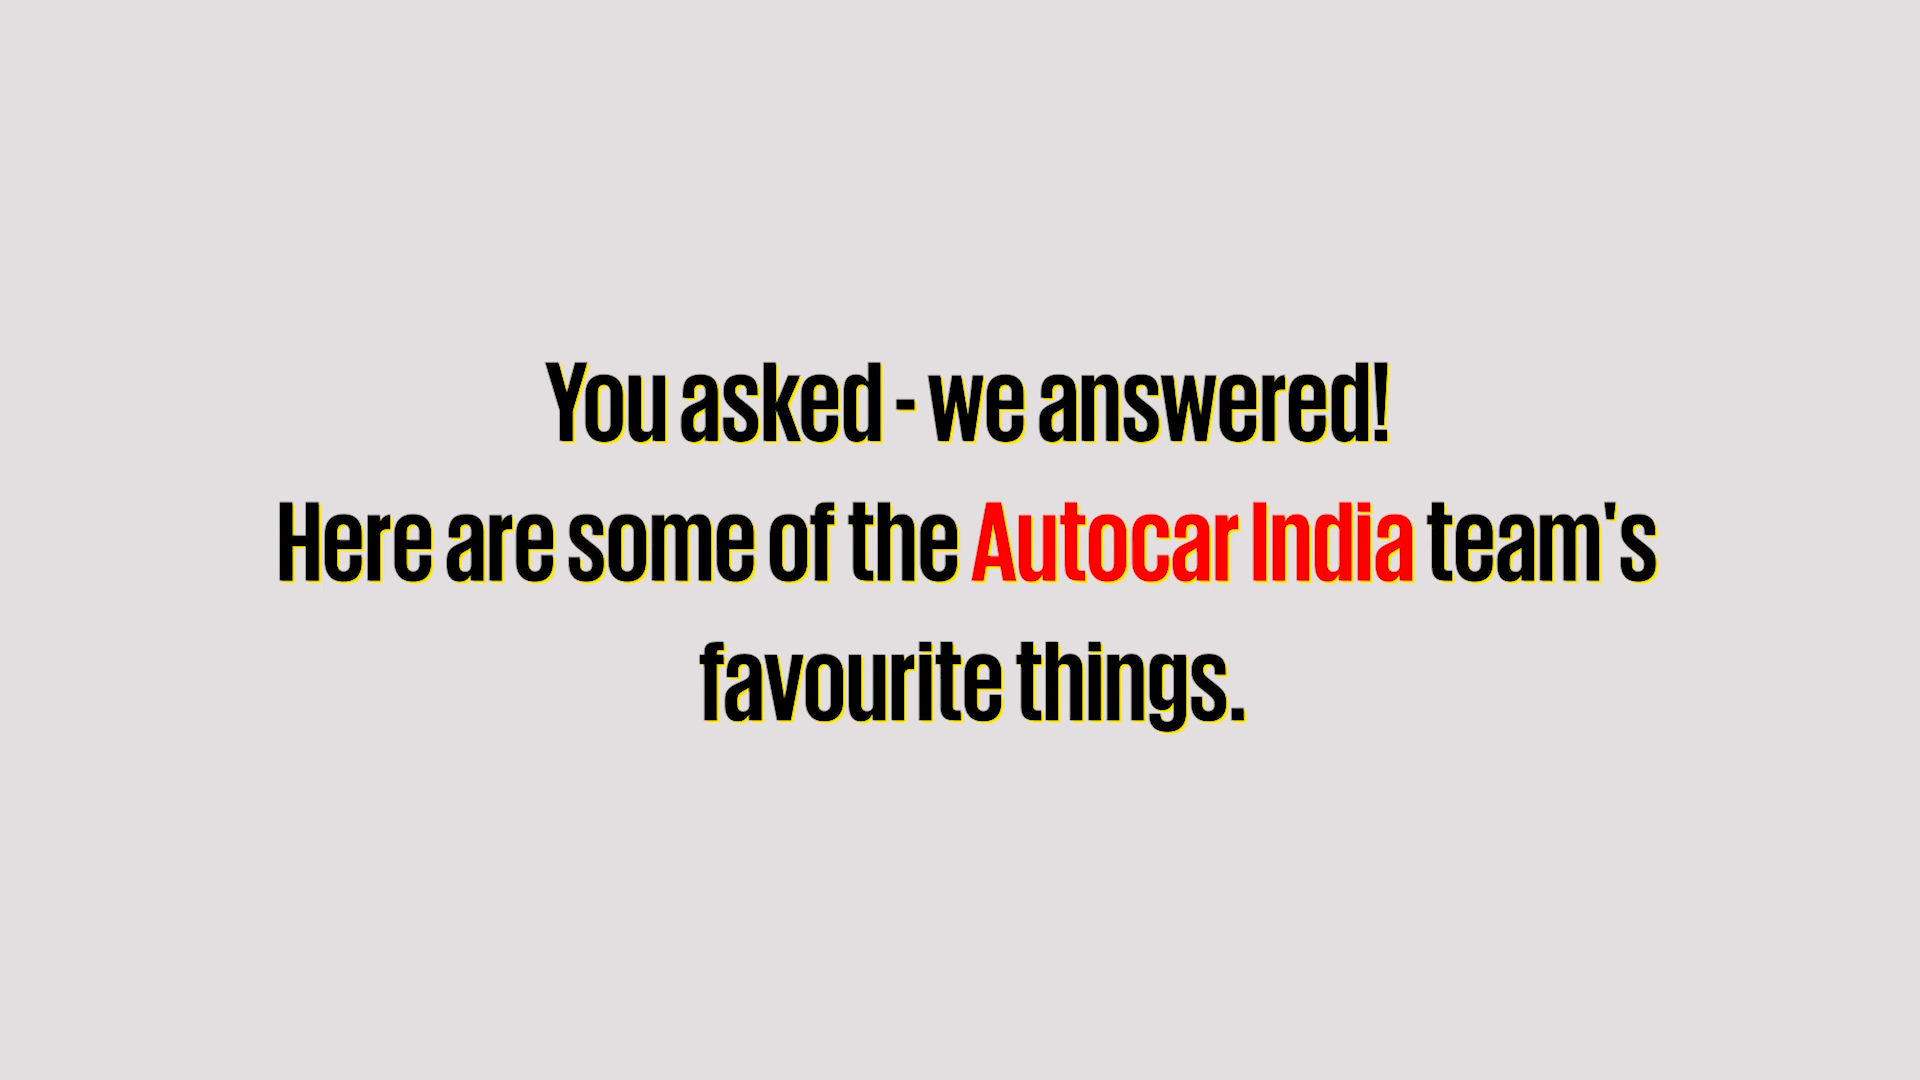 You asked - we answered!
Here are some of the Autocar India team's
favourite things.